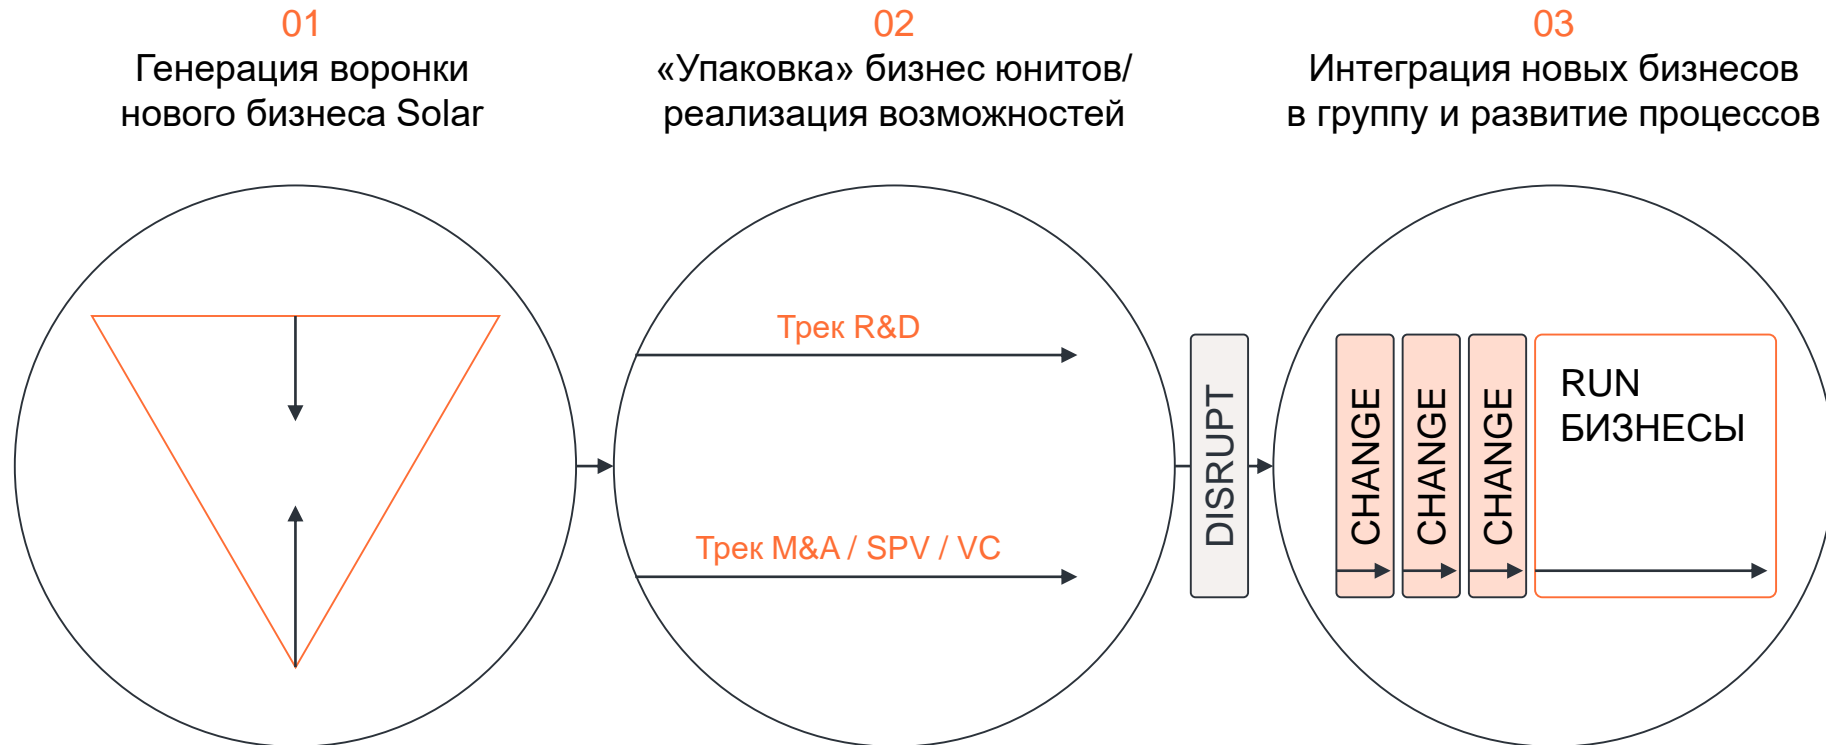 01
Генерация воронки
нового бизнеса Solar
02
«Упаковка» бизнес юнитов/
реализация возможностей
03
Интеграция новых бизнесов
в группу и развитие процессов
Трек R&D
Трек M&A / SPV / VC
DISRUPT
CHANGE
CHANGE
CHANGE
RUN
БИЗНЕСЫ